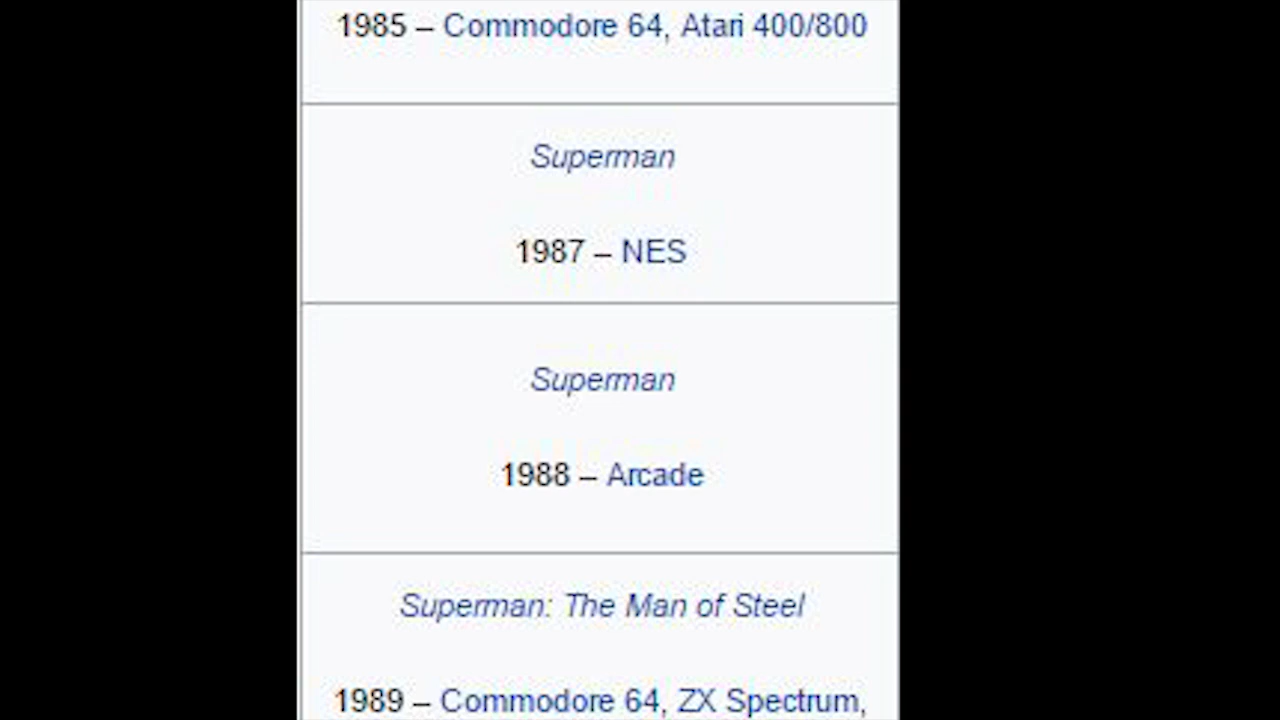 1985 – Commodore 64, Atari 400/800
Superman
1987 – NES
Superman
1988 – Arcade
Superman: The Man of Steel
1989 – Commodore 64, ZX Spectrum,